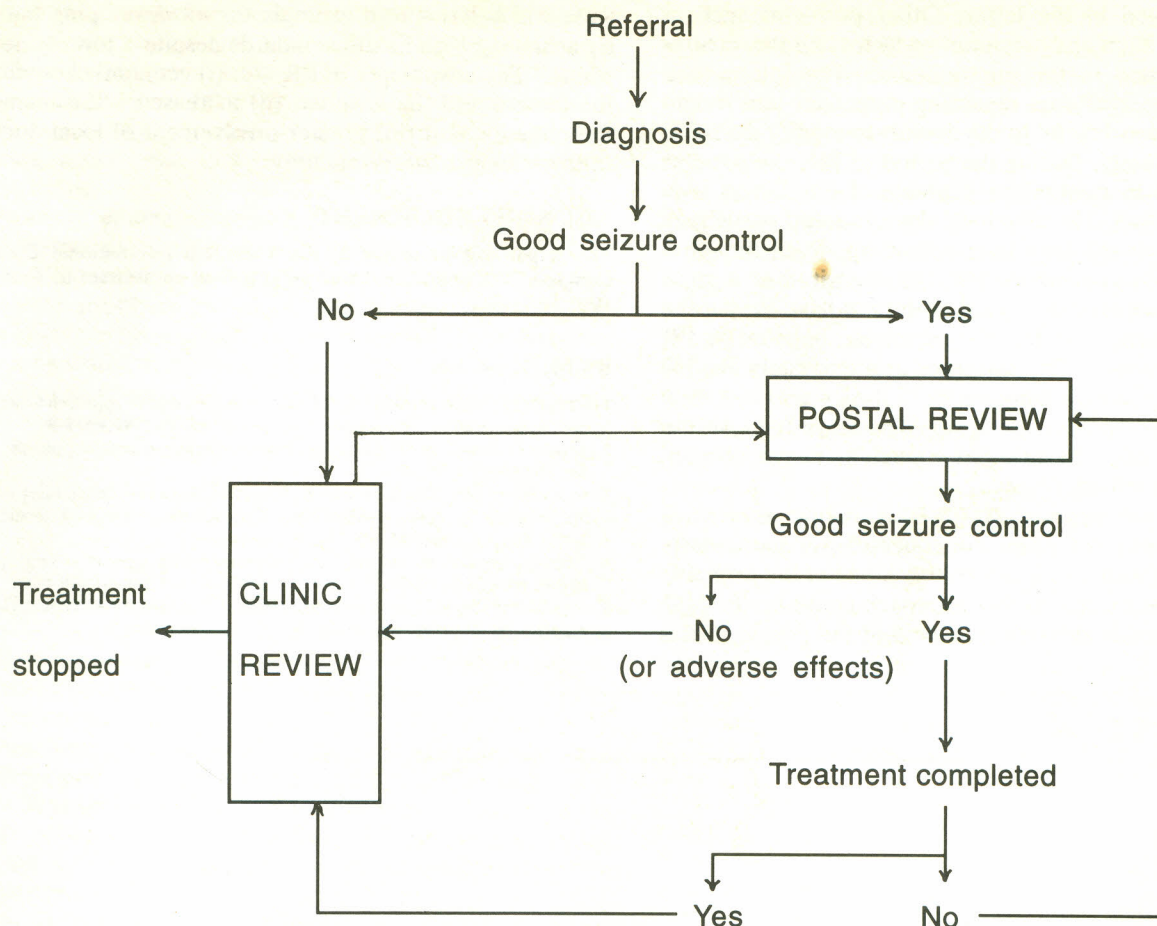 Referral
Diagnosis
Good seizure control
No
Yes
POSTAL REVIEW
Good seizure control
Treatment
stopped
CLINIC
REVIEW
No
(or adverse effects)
Yes
Treatment completed
Yes
No